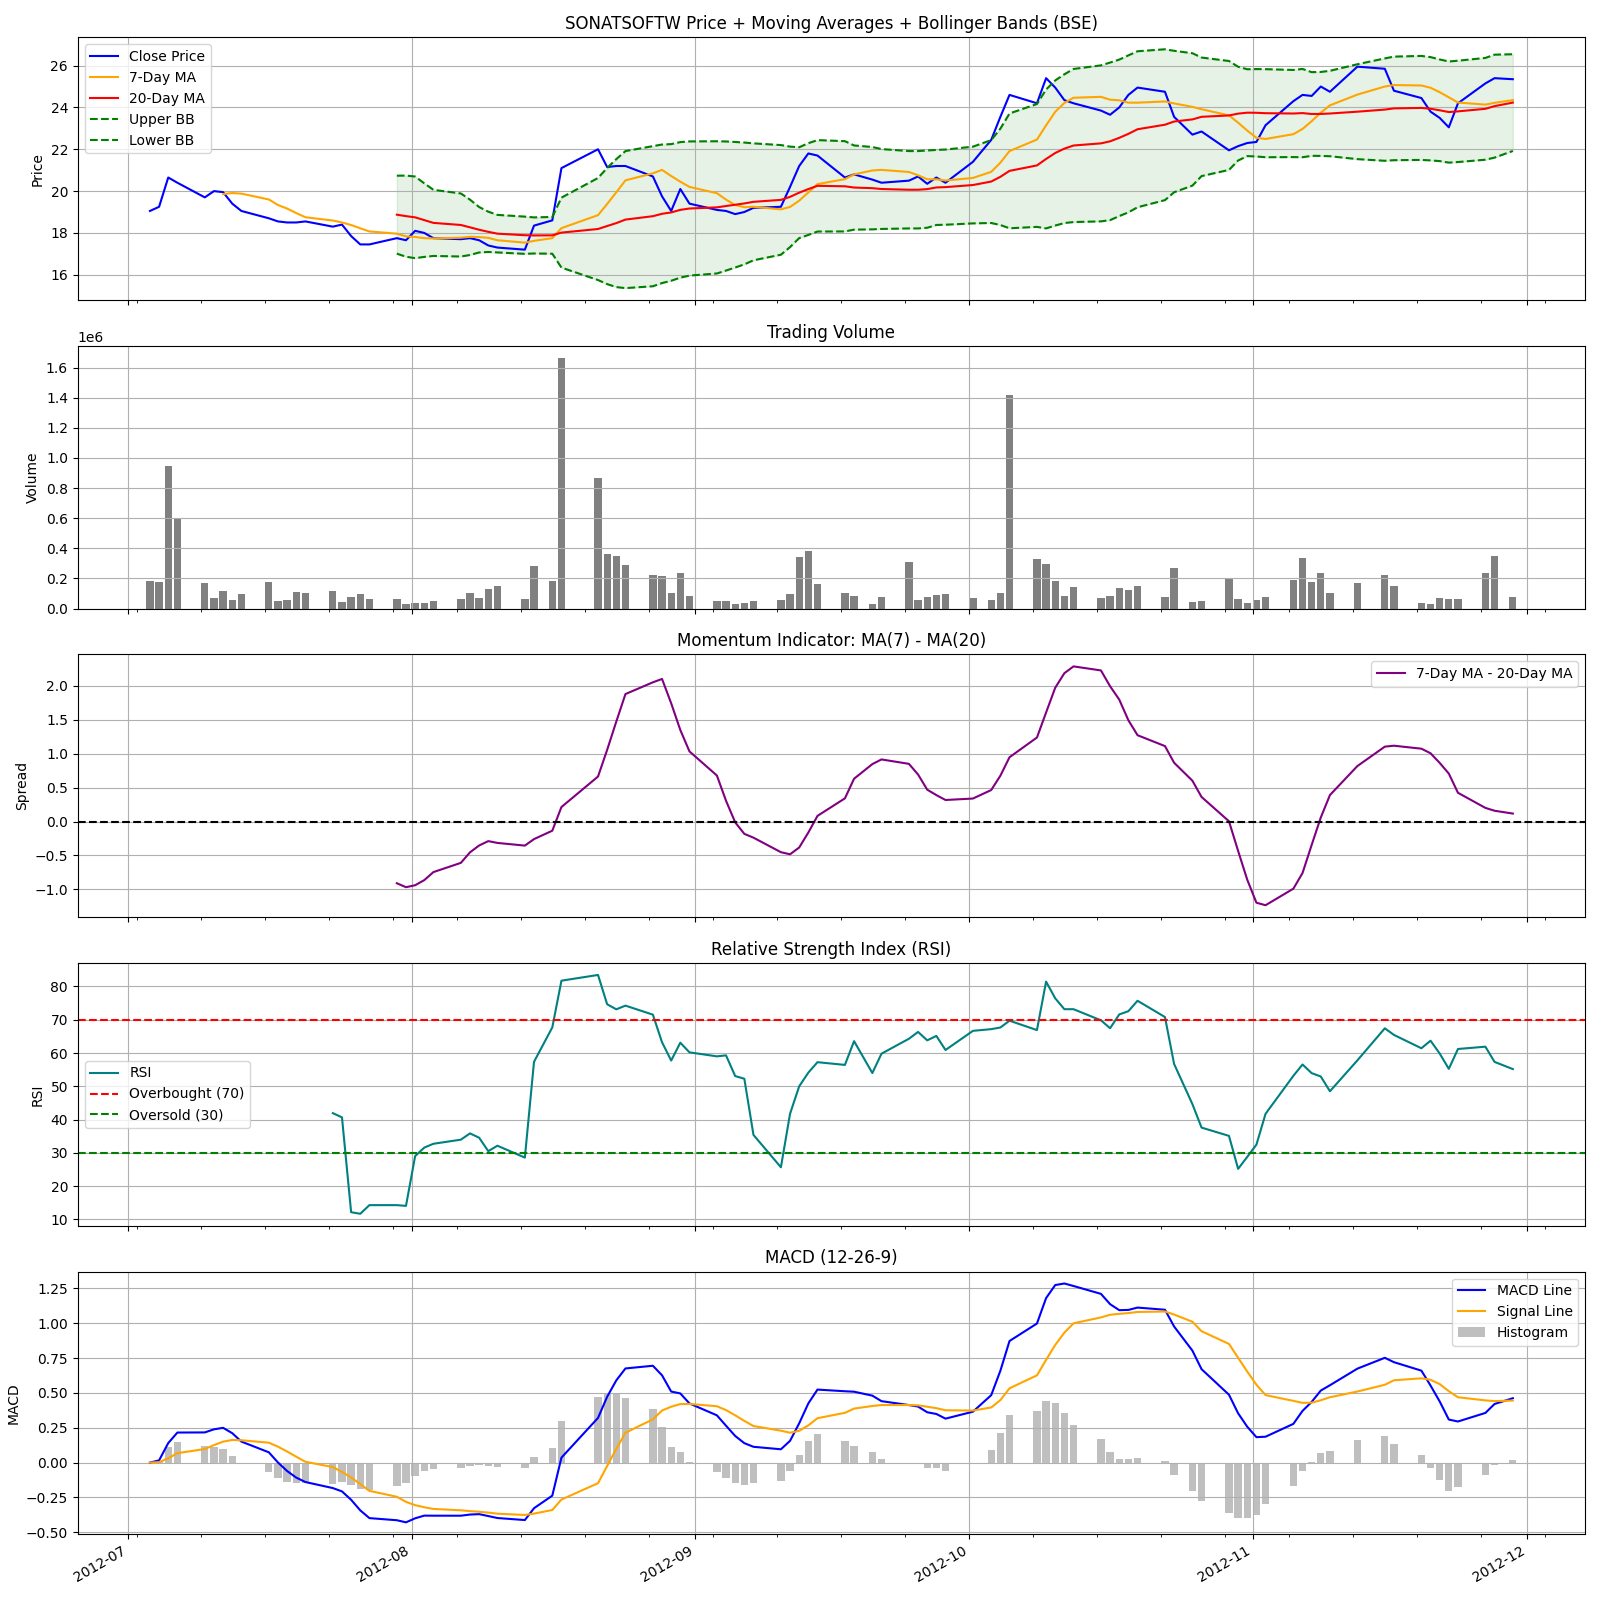 SONATSOFTW Price + Moving Averages + Bollinger Bands (BSE)
Price
26
24
22
20
18
16
Close Price
7-Day MA
20-Day MA
Upper BB
Lower BB
Trading Volume
1e6
Volume
1.6
1.4
1.2
1.0
0.8
0.6
0.4
0.2
0.0
Momentum Indicator: MA(7) - MA(20)
Spread
2.0
1.5
1.0
0.5
0.0
−0.5
−1.0
7-Day MA - 20-Day MA
Relative Strength Index (RSI)
RSI
80
70
60
50
40
30
20
10
RSI
Overbought (70)
Oversold (30)
MACD (12-26-9)
MACD
1.25
1.00
0.75
0.50
0.25
0.00
−0.25
−0.50
MACD Line
Signal Line
Histogram
2012-07
2012-08
2012-09
2012-10
2012-11
2012-12